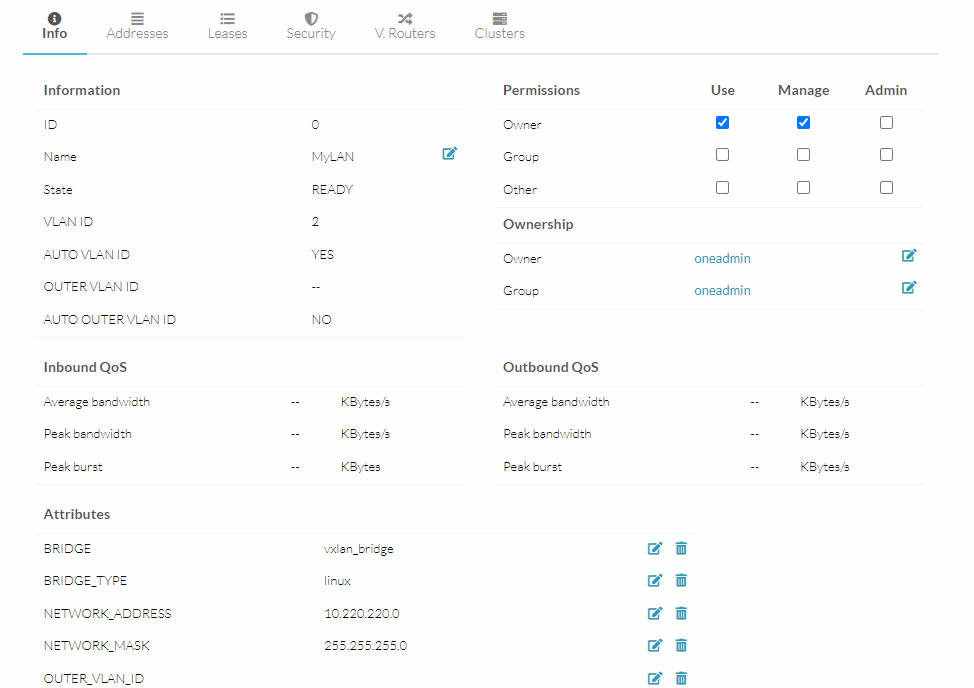 Info Addresses Leases Security V. Routers Clusters
Information
ID 0
Name MyLAN
State READY
VLAN ID 2
AUTO VLAN ID YES
OUTER VLAN ID --
AUTO OUTER VLAN ID NO
Permissions Use Manage Admin
Owner
Group
Other
Ownership
Owner oneadmin
Group oneadmin
Inbound QoS
Average bandwidth -- KBytes/s
Peak bandwidth -- KBytes/s
Peak burst -- KBytes
Outbound QoS
Average bandwidth -- KBytes/s
Peak bandwidth -- KBytes/s
Peak burst -- KBytes/s
Attributes
BRIDGE vxlan_bridge
BRIDGE_TYPE linux
NETWORK_ADDRESS 10.220.220.0
NETWORK_MASK 255.255.255.0
OUTER_VLAN_ID